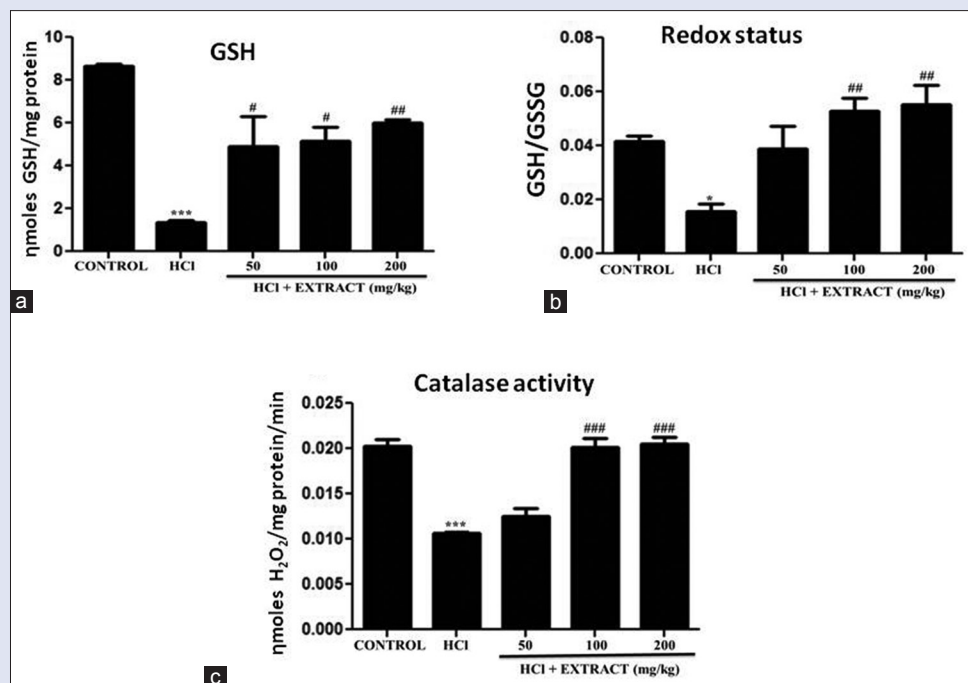 GSH
ηmoles GSH/mg protein
10
8
6
4
2
0
***
#
#
##
CONTROL HCl 50 100 200
HCl + EXTRACT (mg/kg)
a
Redox status
GSH/GSSG
0.08
0.06
0.04
0.02
0.00
*
##
##
CONTROL HCl 50 100 200
HCl + EXTRACT (mg/kg)
b
Catalase activity
ηmoles H₂O₂/mg protein/min
0.025
0.020
0.015
0.010
0.005
0.000
***
###
###
CONTROL HCl 50 100 200
HCl + EXTRACT (mg/kg)
c